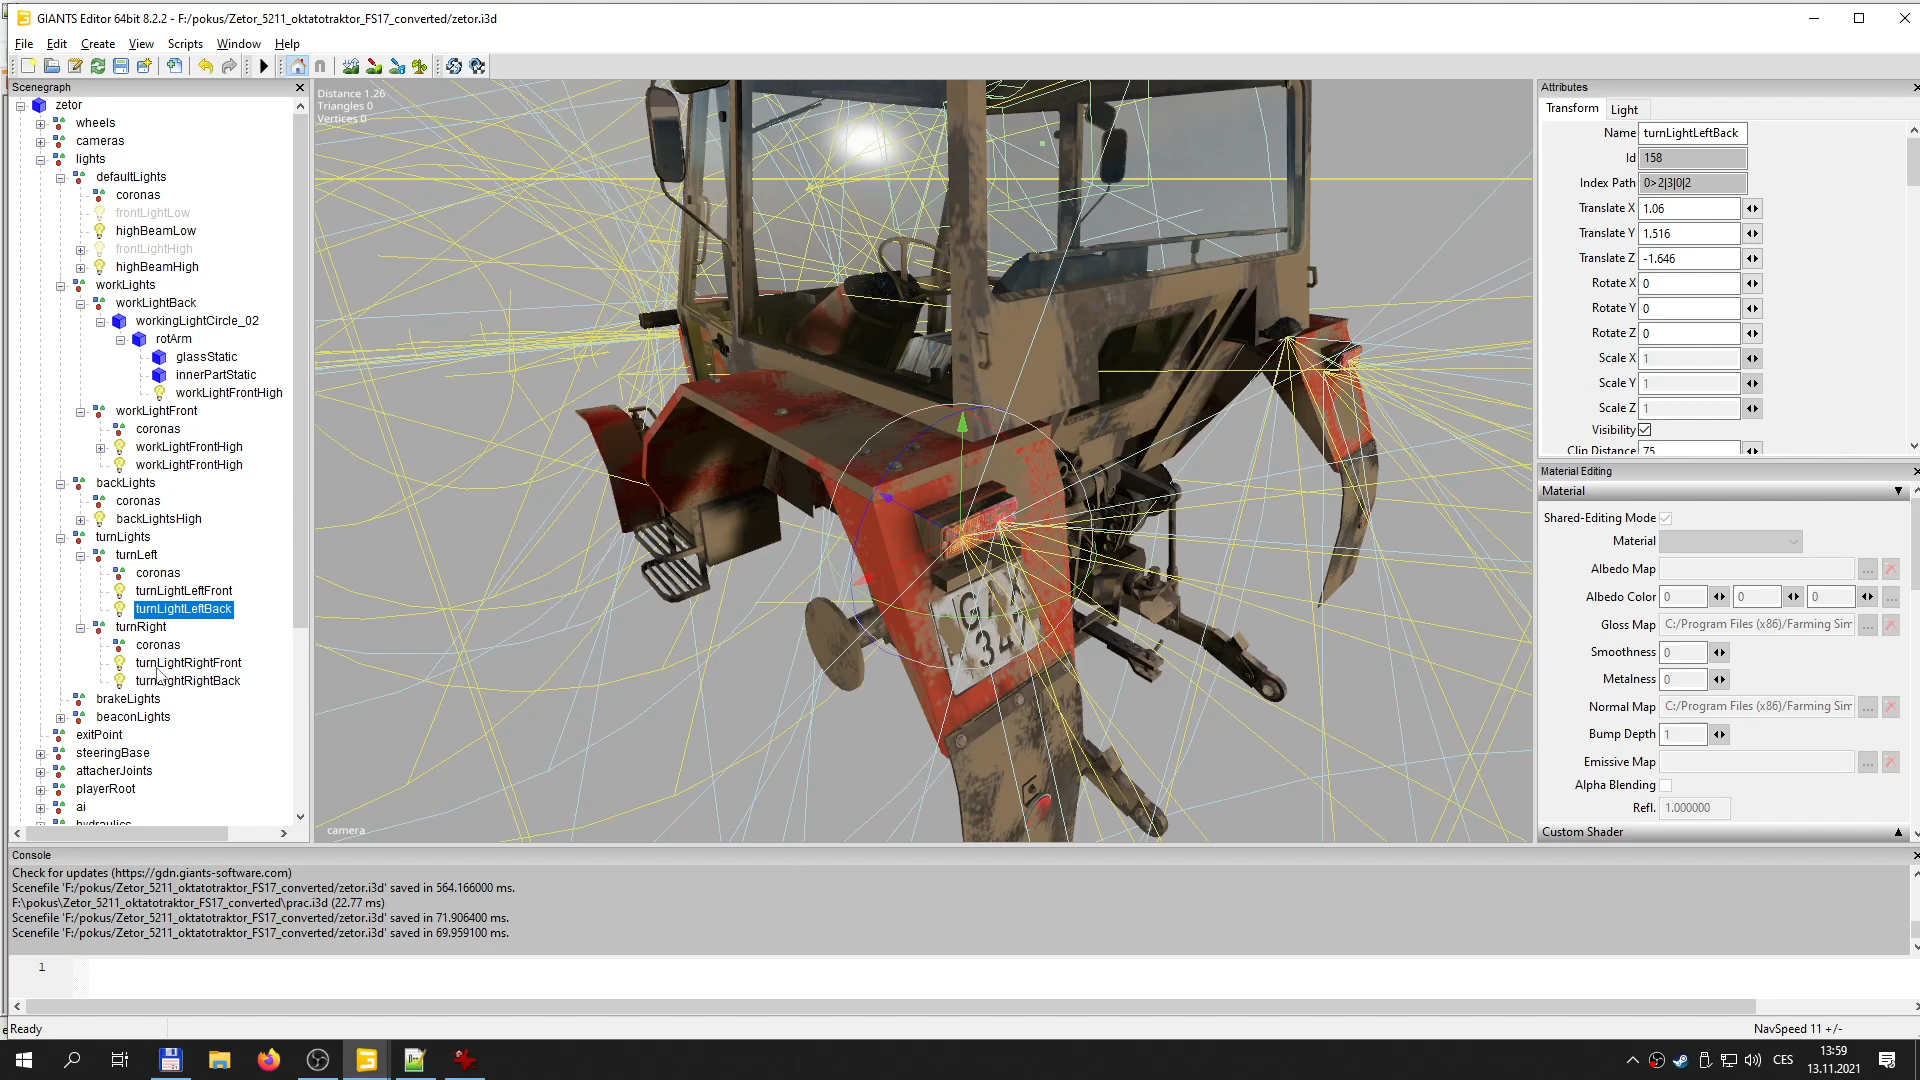 GIANTS Editor 64bit 8.2.2 - F:/pokus/Zetor_5211_oktatotraktor_FS17_converted/zetor.i3d
File Edit Create View Scripts Window Help
Scenegraph
zetor
wheels
cameras
lights
defaultLights
coronas
frontLightLow
highBeamLow
frontLightHigh
highBeamHigh
workLights
workLightBack
workingLightCircle_02
rotArm
glassStatic
innerPartStatic
workLightFrontHigh
workLightFront
coronas
workLightFrontHigh
workLightFrontHigh
backLights
coronas
backLightsHigh
turnLights
turnLeft
coronas
turnLightLeftFront
turnLightLeftBack
turnRight
coronas
turnLightRightFront
turnLightRightBack
brakeLights
beaconLights
exitPoint
steeringBase
attacherJoints
playerRoot
ai
hydraulics
Distance 1.26
Triangles 0
Vertices 0
camera
Attributes
Transform Light
Name turnLightLeftBack
Id 158
Index Path 0>2|3|0|2
Translate X 1.06
Translate Y 1.516
Translate Z -1.646
Rotate X 0
Rotate Y 0
Rotate Z 0
Scale X 1
Scale Y 1
Scale Z 1
Visibility
Clip Distance 75
Material Editing
Material
Shared-Editing Mode
Material
Albedo Map ...
Albedo Color 0 0 0 ...
Gloss Map C:/Program Files (x86)/Farming Sim ...
Smoothness 0
Metalness 0
Normal Map C:/Program Files (x86)/Farming Sim ...
Bump Depth 1
Emissive Map ...
Alpha Blending
Refl. 1.000000
Custom Shader
Console
Check for updates (https://gdn.giants-software.com)
Scenefile 'F:/pokus/Zetor_5211_oktatotraktor_FS17_converted/zetor.i3d' saved in 564.166000 ms.
F:\pokus\Zetor_5211_oktatotraktor_FS17_converted\prac.i3d (22.77 ms)
Scenefile 'F:/pokus/Zetor_5211_oktatotraktor_FS17_converted/zetor.i3d' saved in 71.906400 ms.
Scenefile 'F:/pokus/Zetor_5211_oktatotraktor_FS17_converted/zetor.i3d' saved in 69.959100 ms.
1
Ready
NavSpeed 11 +/-
CES
13:59
13.11.2021